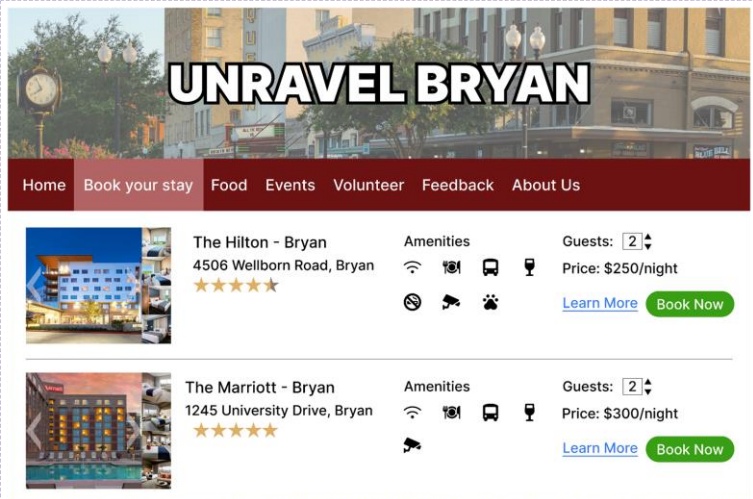 UNRAVEL BRYAN
Home Book your stay Food Events Volunteer Feedback About Us
The Hilton - Bryan
4506 Wellborn Road, Bryan
Amenities
Guests: 2
Price: $250/night
Learn More Book Now
The Marriott - Bryan
1245 University Drive, Bryan
Amenities
Guests: 2
Price: $300/night
Learn More Book Now